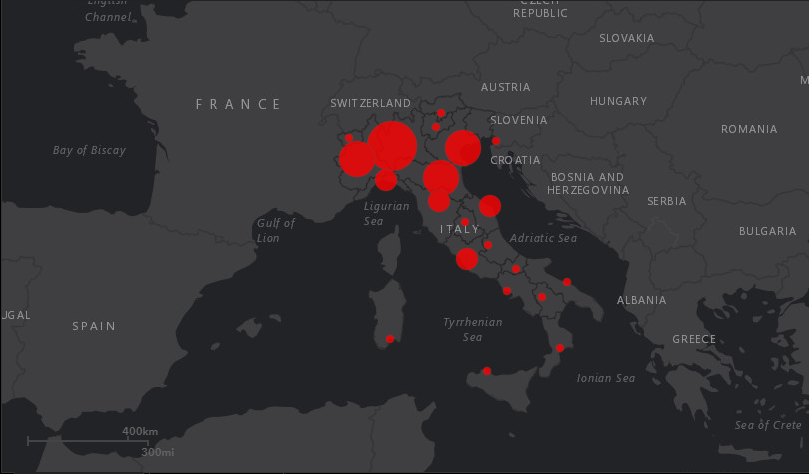 English
Channel
CZECH
REPUBLIC
SLOVAKIA
AUSTRIA
FRANCE
SWITZERLAND
HUNGARY
SLOVENIA
ROMANIA
Bay of Biscay
CROATIA
BOSNIA AND
HERZEGOVINA
SERBIA
Ligurian
Sea
Gulf of
Lion
ITALY
Adriatic Sea
BULGARIA
ALBANIA
UGAL
SPAIN
Tyrrhenian
Sea
GREECE
Ionian Sea
Sea of Crete
400km
300mi